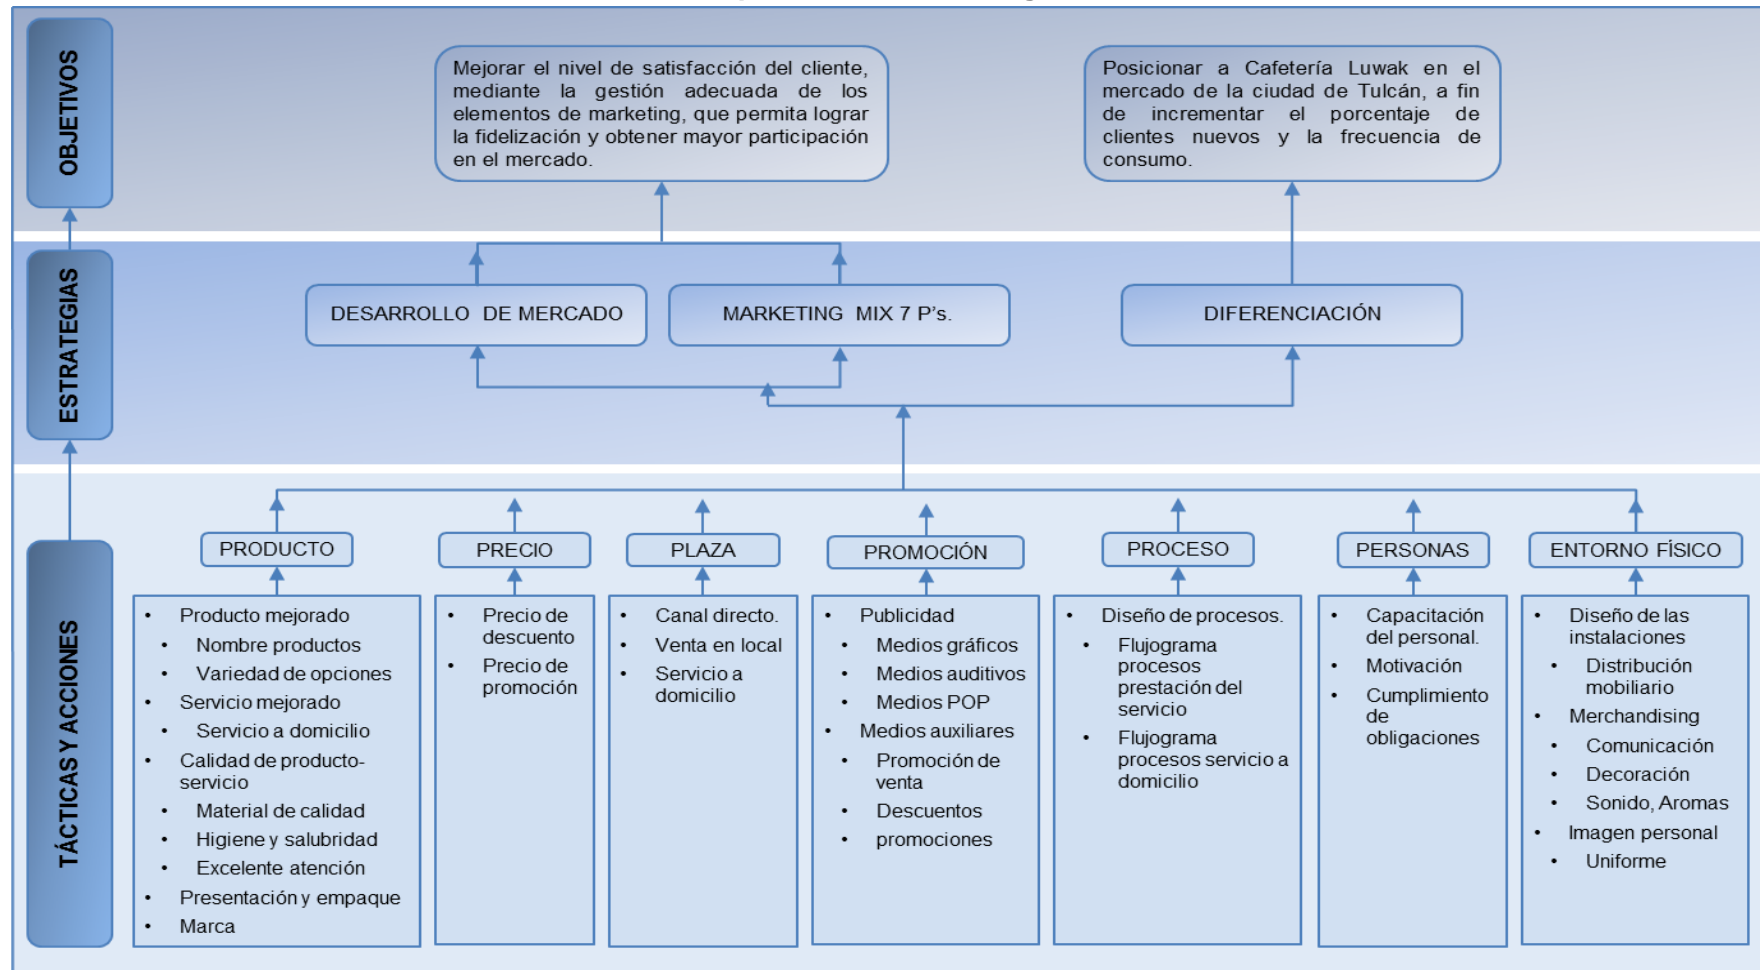 OBJETIVOS
Mejorar el nivel de satisfacción del cliente,
mediante la gestión adecuada de los
elementos de marketing, que permita lograr
la fidelización y obtener mayor participación
en el mercado.
Posicionar a Cafetería Luwak en el
mercado de la ciudad de Tulcán, a fin
de incrementar el porcentaje de
clientes nuevos y la frecuencia de
consumo.
ESTRATEGIAS
DESARROLLO DE MERCADO
MARKETING MIX 7 P's.
DIFERENCIACIÓN
TÁCTICAS Y ACCIONES
PRODUCTO
• Producto mejorado
• Nombre productos
• Variedad de opciones
• Servicio mejorado
• Servicio a domicilio
• Calidad de producto-
servicio
• Material de calidad
• Higiene y salubridad
• Excelente atención
• Presentación y empaque
• Marca
PRECIO
• Precio de
descuento
• Precio de
promoción
PLAZA
• Canal directo.
• Venta en local
• Servicio a
domicilio
PROMOCIÓN
• Publicidad
• Medios gráficos
• Medios auditivos
• Medios POP
• Medios auxiliares
• Promoción de
venta
• Descuentos
• promociones
PROCESO
• Diseño de procesos.
• Flujograma
procesos
prestación del
servicio
• Flujograma
procesos servicio a
domicilio
PERSONAS
• Capacitación
del personal.
• Motivación
• Cumplimiento
de
obligaciones
ENTORNO FÍSICO
• Diseño de las
instalaciones
• Distribución
mobiliario
• Merchandising
• Comunicación
• Decoración
• Sonido, Aromas
• Imagen personal
• Uniforme